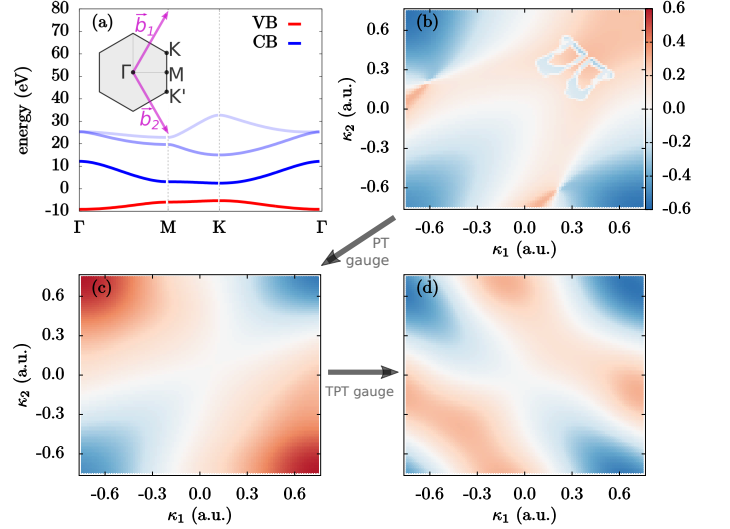 (a)
VB
CB
b⃗1
K
Γ
M
K'
b⃗2
energy (eV)
80
70
60
50
40
30
20
10
0
-10
Γ M K Γ
(b)
κ2 (a.u.)
0.6
0.3
0.0
-0.3
-0.6
-0.6 -0.3 0.0 0.3 0.6
κ1 (a.u.)
0.6
0.4
0.2
0
-0.2
-0.4
-0.6
PT
gauge
(c)
κ2 (a.u.)
0.6
0.3
0.0
-0.3
-0.6
-0.6 -0.3 0.0 0.3 0.6
κ1 (a.u.)
TPT gauge
(d)
-0.6 -0.3 0.0 0.3 0.6
κ1 (a.u.)